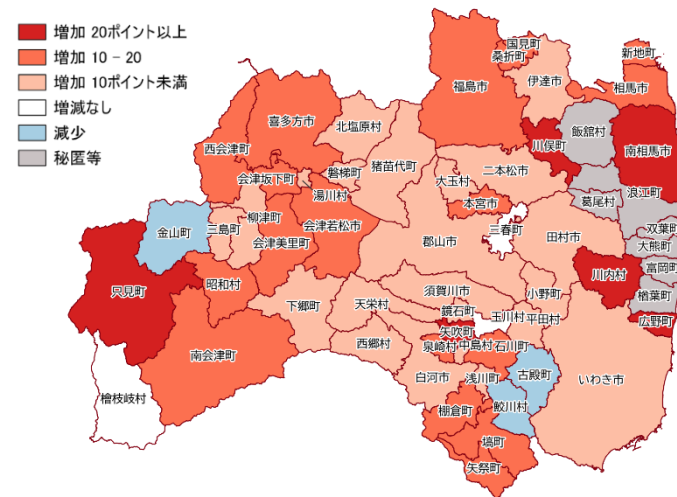 増加 20ポイント以上
増加 10 - 20
増加 10ポイント未満
増減なし
減少
秘匿等
国見町
桑折町
新地町
伊達市
福島市
相馬市
喜多方市
北塩原村
飯舘村
川俣町
南相馬市
西会津町
猪苗代町
二本松市
磐梯町
会津坂下町
大玉村
湯川村
浪江町
葛尾村
本宮市
柳津町
会津若松市
三島町
金山町
三春町
双葉町
田村市
大熊町
会津美里町
郡山市
富岡町
川内村
昭和村
只見町
須賀川市
小野町
楢葉町
下郷町
天栄村
鏡石町
玉川村
平田村
広野町
矢吹町
泉崎村
中島村
石川町
南会津町
西郷村
古殿町
白河市
浅川町
いわき市
檜枝岐村
鮫川村
棚倉町
塙町
矢祭町